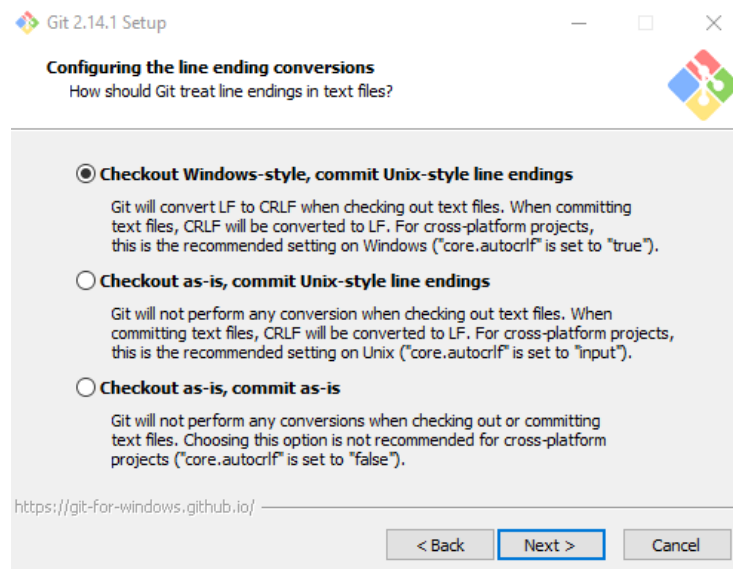 Git 2.14.1 Setup
Configuring the line ending conversions
How should Git treat line endings in text files?
Checkout Windows-style, commit Unix-style line endings
Git will convert LF to CRLF when checking out text files. When committing
text files, CRLF will be converted to LF. For cross-platform projects,
this is the recommended setting on Windows ("core.autocrlf" is set to "true").
Checkout as-is, commit Unix-style line endings
Git will not perform any conversion when checking out text files. When
committing text files, CRLF will be converted to LF. For cross-platform projects,
this is the recommended setting on Unix ("core.autocrlf" is set to "input").
Checkout as-is, commit as-is
Git will not perform any conversions when checking out or committing
text files. Choosing this option is not recommended for cross-platform
projects ("core.autocrlf" is set to "false").
https://git-for-windows.github.io/
< Back Next > Cancel